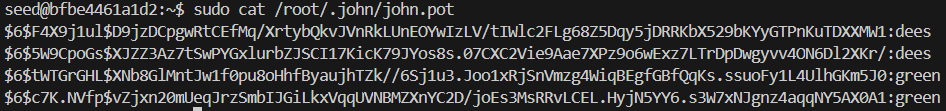 seed@bfbe4461a1d2:~$ sudo cat /root/.john/john.pot
$6$F4X9j1ul$D9jzDCpgwRtCEfMq/XrtybQkvJVnRkLUnEOYwIzLV/tIWlc2FLg68Z5Dqy5jDRRKbX529bKYyGTPnKuTDXXMW1:dees
$6$5W9CpoGs$XJZZ3Az7tSwPYGxlurbZJSCI17KicK79JYos8s.07CXC2Vie9Aae7XPz9o6wExz7LTrDpDwgyvv4ON6Dl2XKr/:dees
$6$tWTGrGHL$XNb8GlMntJw1f0pu8oHhfByaujhTZk//6Sj1u3.Joo1xRjSnVmzg4WiqBEgfGBfQqKs.ssuoFy1L4UlhGKm5J0:green
$6$c7K.NVfp$vZjxn20mUeqJrzSmbIJGiLkxVqqUVNBMZXnYC2D/joEs3MsRRvLCEL.HyjN5YY6.s3W7xNJgnz4aqqNY5AX0A1:green